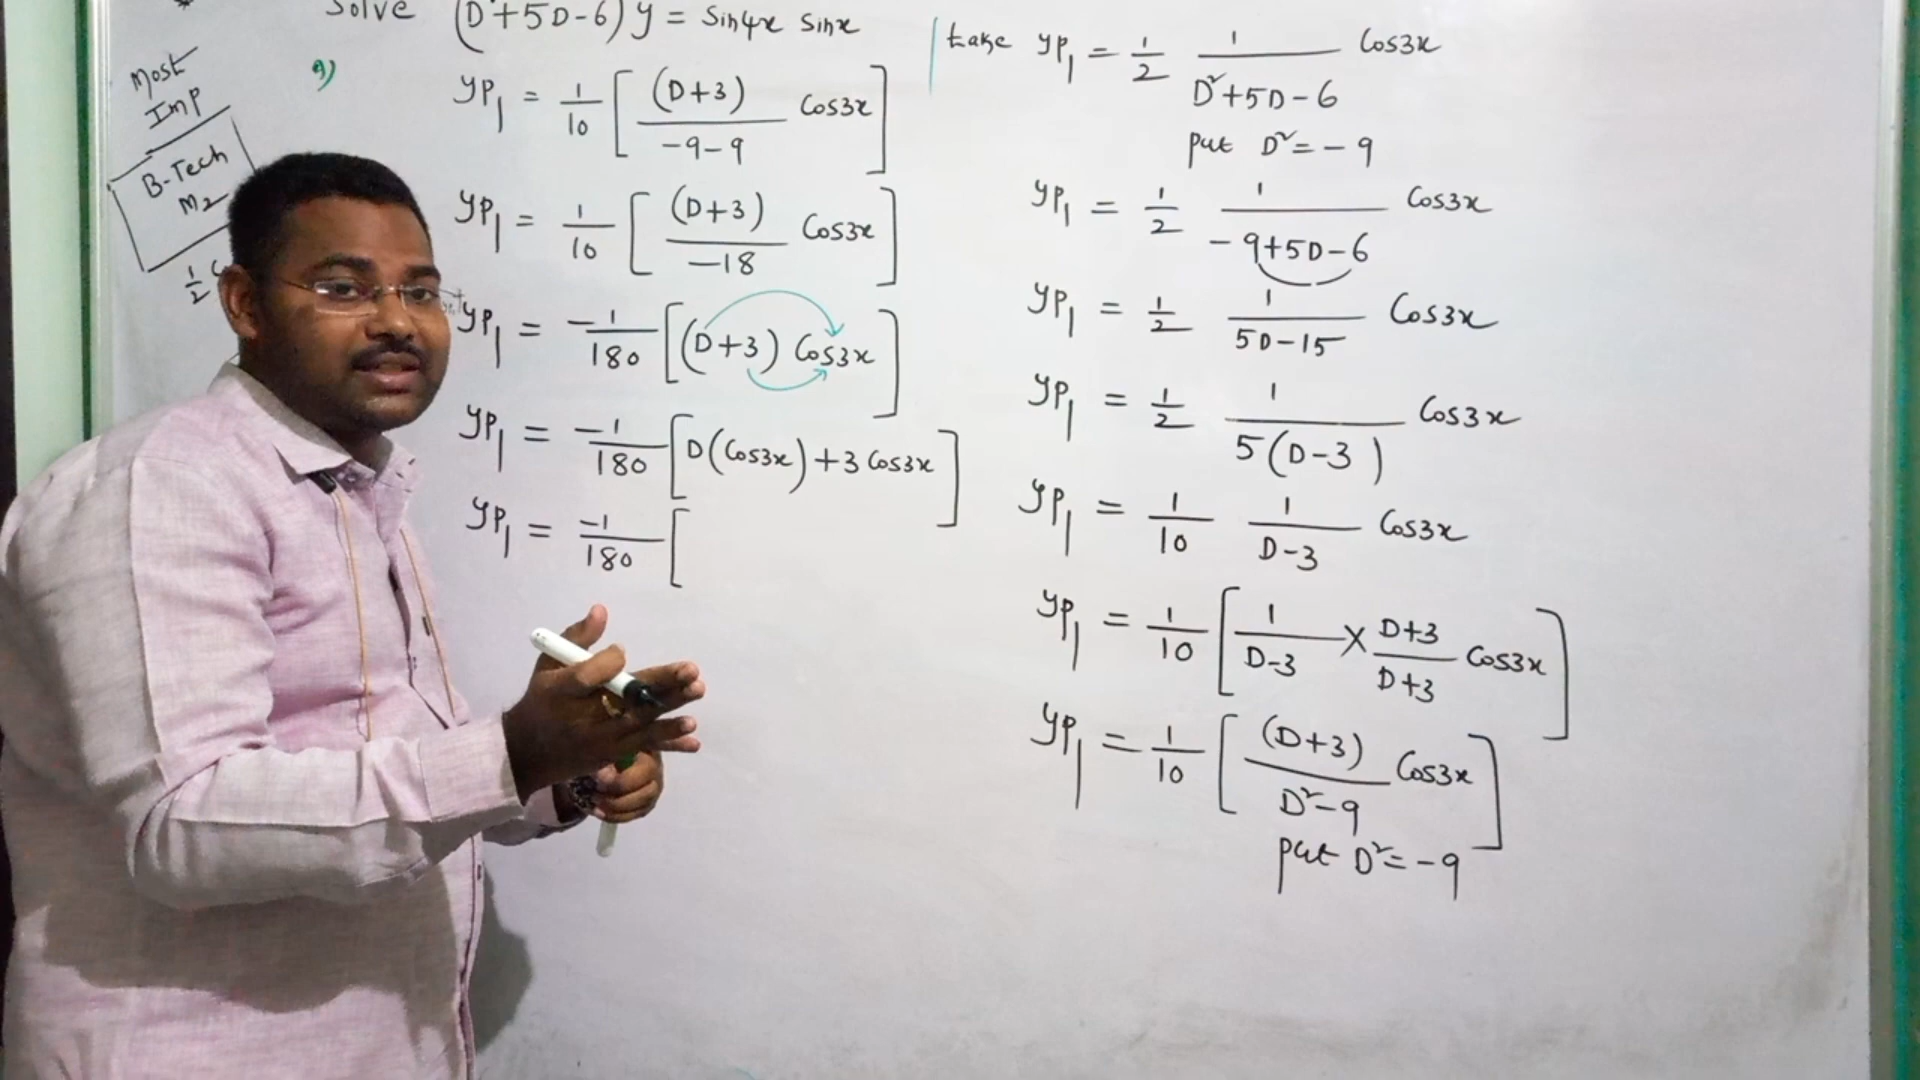 Solve (D²+5D-6) y = Sin4x Sinx
Most
Imp
B-Tech
M2
1/2
yp₁ = 1/10 [ (D+3)/(-9-9) Cos3x ]
yp₁ = 1/10 [ (D+3)/(-18) Cos3x ]
yp₁ = -1/180 [ (D+3) Cos3x ]
yp₁ = -1/180 [ D(Cos3x) + 3 Cos3x ]
yp₁ = -1/180 [
take yp₁ = 1/2 1/(D²+5D-6) Cos3x
put D² = -9
yp₁ = 1/2 1/(-9+5D-6) Cos3x
yp₁ = 1/2 1/(5D-15) Cos3x
yp₁ = 1/2 1/(5(D-3)) Cos3x
yp₁ = 1/10 1/(D-3) Cos3x
yp₁ = 1/10 [ 1/(D-3) × (D+3)/(D+3) Cos3x ]
yp₁ = 1/10 [ (D+3)/(D²-9) Cos3x ]
put D² = -9